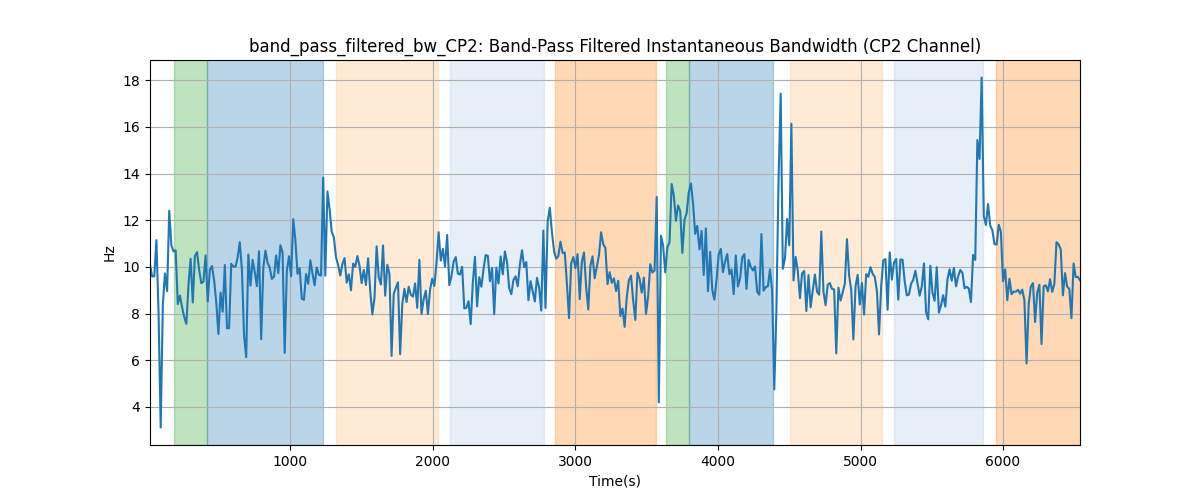 band_pass_filtered_bw_CP2: Band-Pass Filtered Instantaneous Bandwidth (CP2 Channel)
18
16
14
12
10
8
6
4
Hz
1000 2000 3000 4000 5000 6000
Time(s)